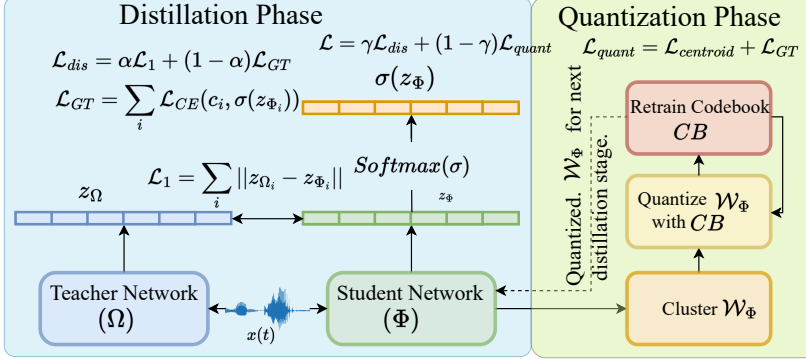 Distillation Phase
ℒ_dis = αℒ_1 + (1 − α)ℒ_GT
ℒ = γℒ_dis + (1 − γ)ℒ_quant
ℒ_GT = ∑_i ℒ_CE(c_i, σ(z_Φ_i))
σ(z_Φ)
ℒ_1 = ∑_i ||z_Ω_i − z_Φ_i||
Softmax(σ)
z_Ω
z_Φ
Teacher Network
(Ω)
x(t)
Student Network
(Φ)
Quantization Phase
ℒ_quant = ℒ_centroid + ℒ_GT
Retrain Codebook
CB
Quantize 𝒲_Φ
with CB
Cluster 𝒲_Φ
Quantized. 𝒲_Φ for next
distillation stage.